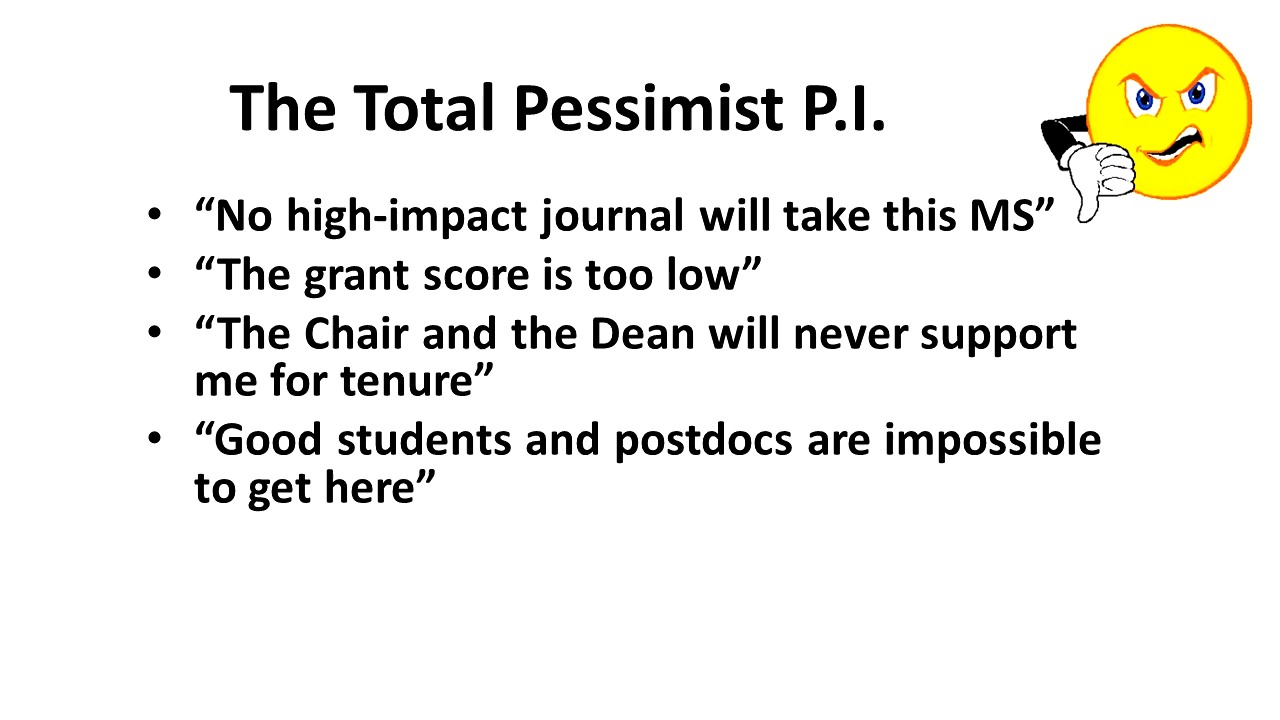 The Total Pessimist P.I.
• “No high-impact journal will take this MS”
• “The grant score is too low”
• “The Chair and the Dean will never support
me for tenure”
• “Good students and postdocs are impossible
to get here”